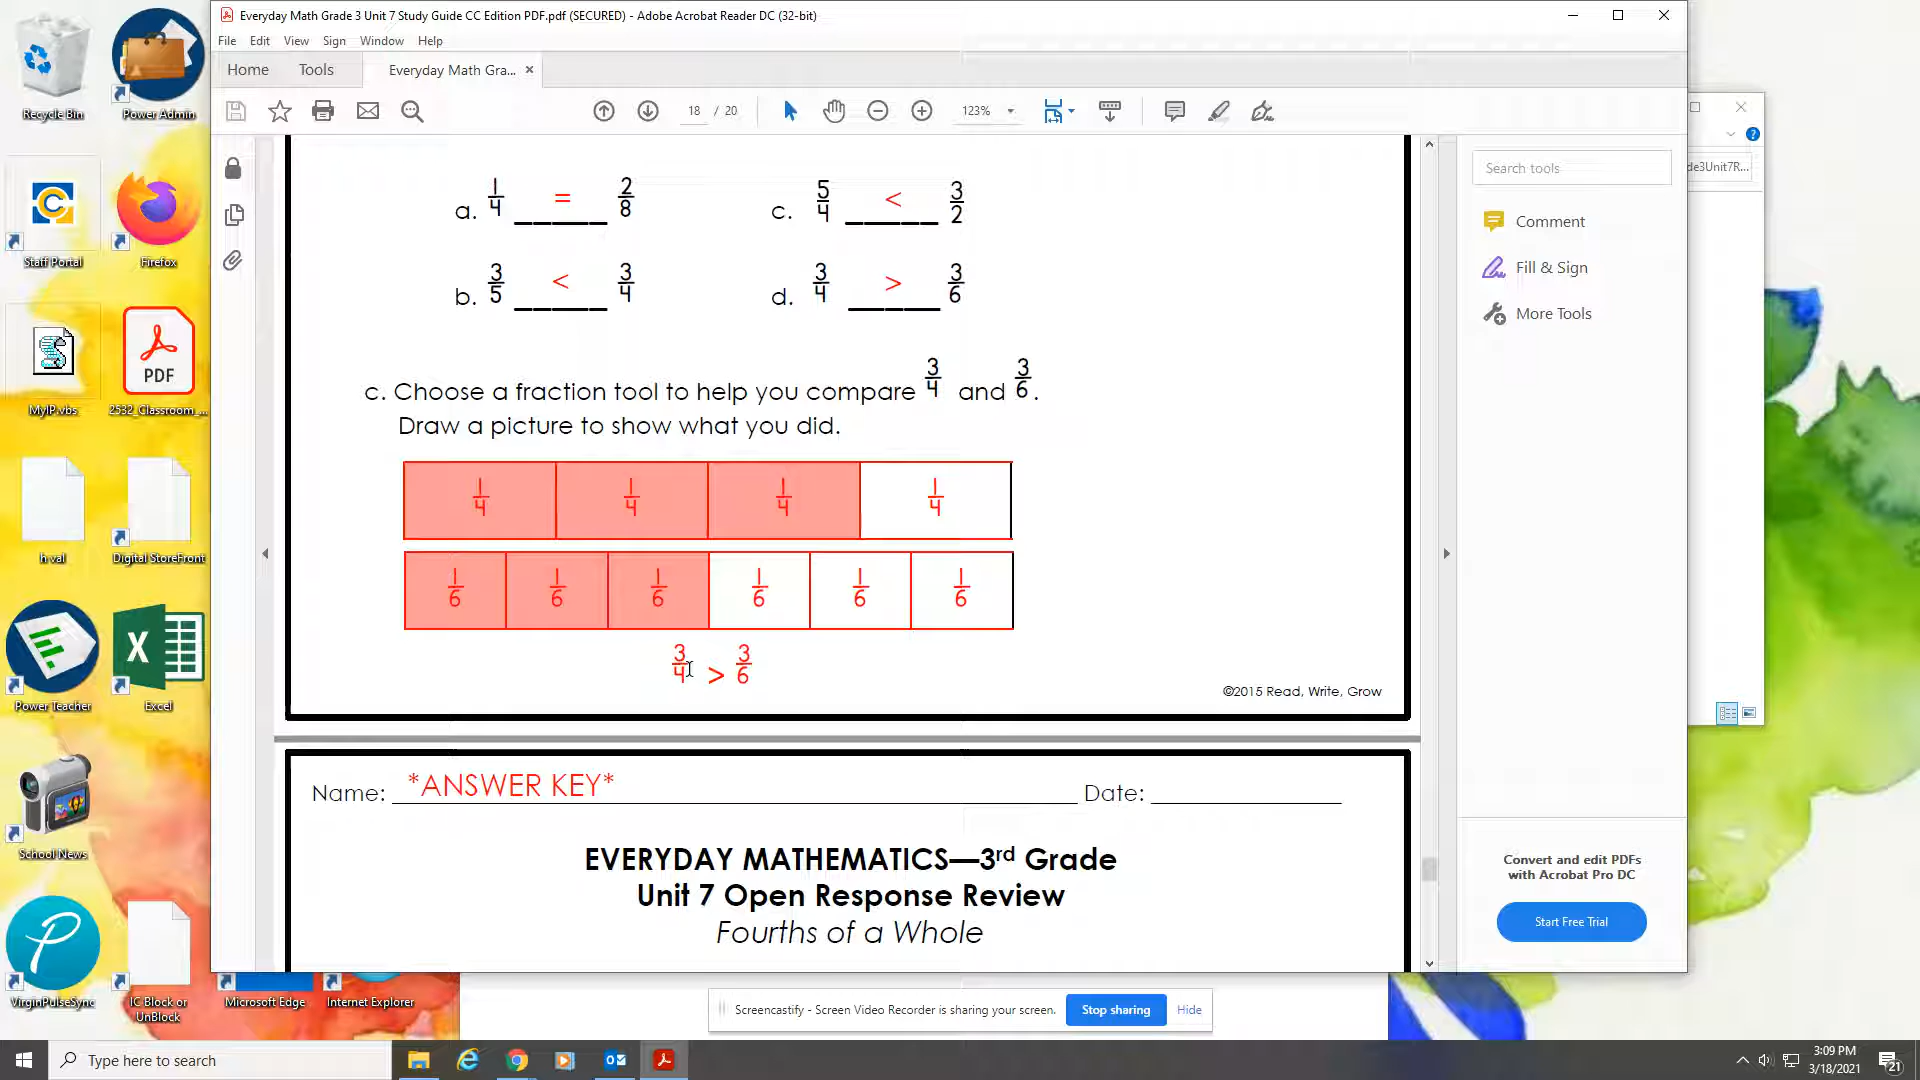 Everyday Math Grade 3 Unit 7 Study Guide CC Edition PDF.pdf (SECURED) - Adobe Acrobat Reader DC (32-bit)
File Edit View Sign Window Help
Home Tools Everyday Math Gra... ×
18 / 20 123%
de3Unit7R...
Search tools
Comment
Fill & Sign
More Tools
Convert and edit PDFs
with Acrobat Pro DC
Start Free Trial
a. 1/4 _____ = 2/8 c. 5/4 _____ < 3/2
b. 3/5 _____ < 3/4 d. 3/4 _____ > 3/6
c. Choose a fraction tool to help you compare 3/4 and 3/6.
Draw a picture to show what you did.
1/4 1/4 1/4 1/4
1/6 1/6 1/6 1/6 1/6 1/6
3/4 > 3/6
©2015 Read, Write, Grow
Name: *ANSWER KEY* Date:
EVERYDAY MATHEMATICS—3rd Grade
Unit 7 Open Response Review
Fourths of a Whole
Recycle Bin Power Admin
Staff Portal Firefox
PDF
MyIP.vbs 2532_Classroom_...
h val Digital StoreFront
Power Teacher Excel
School News
VirginPulseSync IC Block or
UnBlock
Microsoft Edge Internet Explorer
Screencastify - Screen Video Recorder is sharing your screen. Stop sharing Hide
Type here to search
3:09 PM
3/18/2021
21